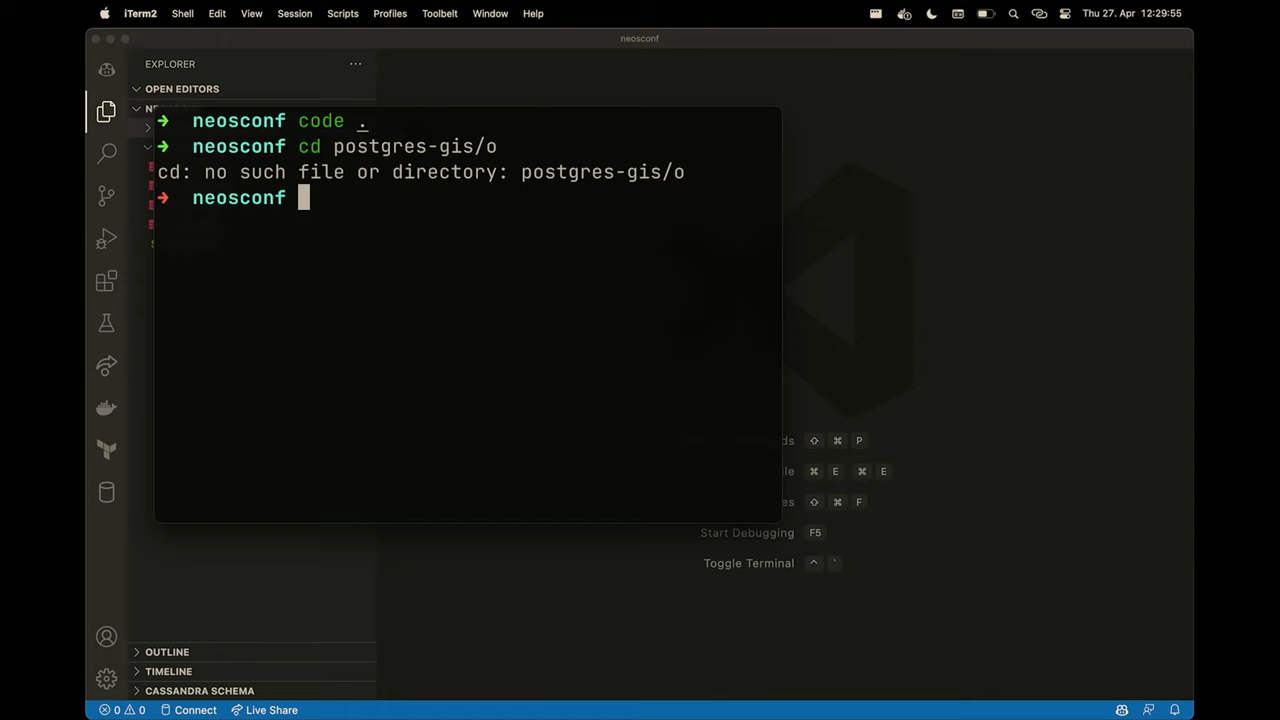 iTerm2 Shell Edit View Session Scripts Profiles Toolbelt Window Help Thu 27. Apr 12:29:55
neosconf
EXPLORER
OPEN EDITORS
➜ neosconf code .
➜ neosconf cd postgres-gis/o
cd: no such file or directory: postgres-gis/o
➜ neosconf
⇧ ⌘ P
⌘ E ⌘ E
⇧ ⌘ F
Start Debugging F5
Toggle Terminal ^ `
OUTLINE
TIMELINE
CASSANDRA SCHEMA
0 0 Connect Live Share